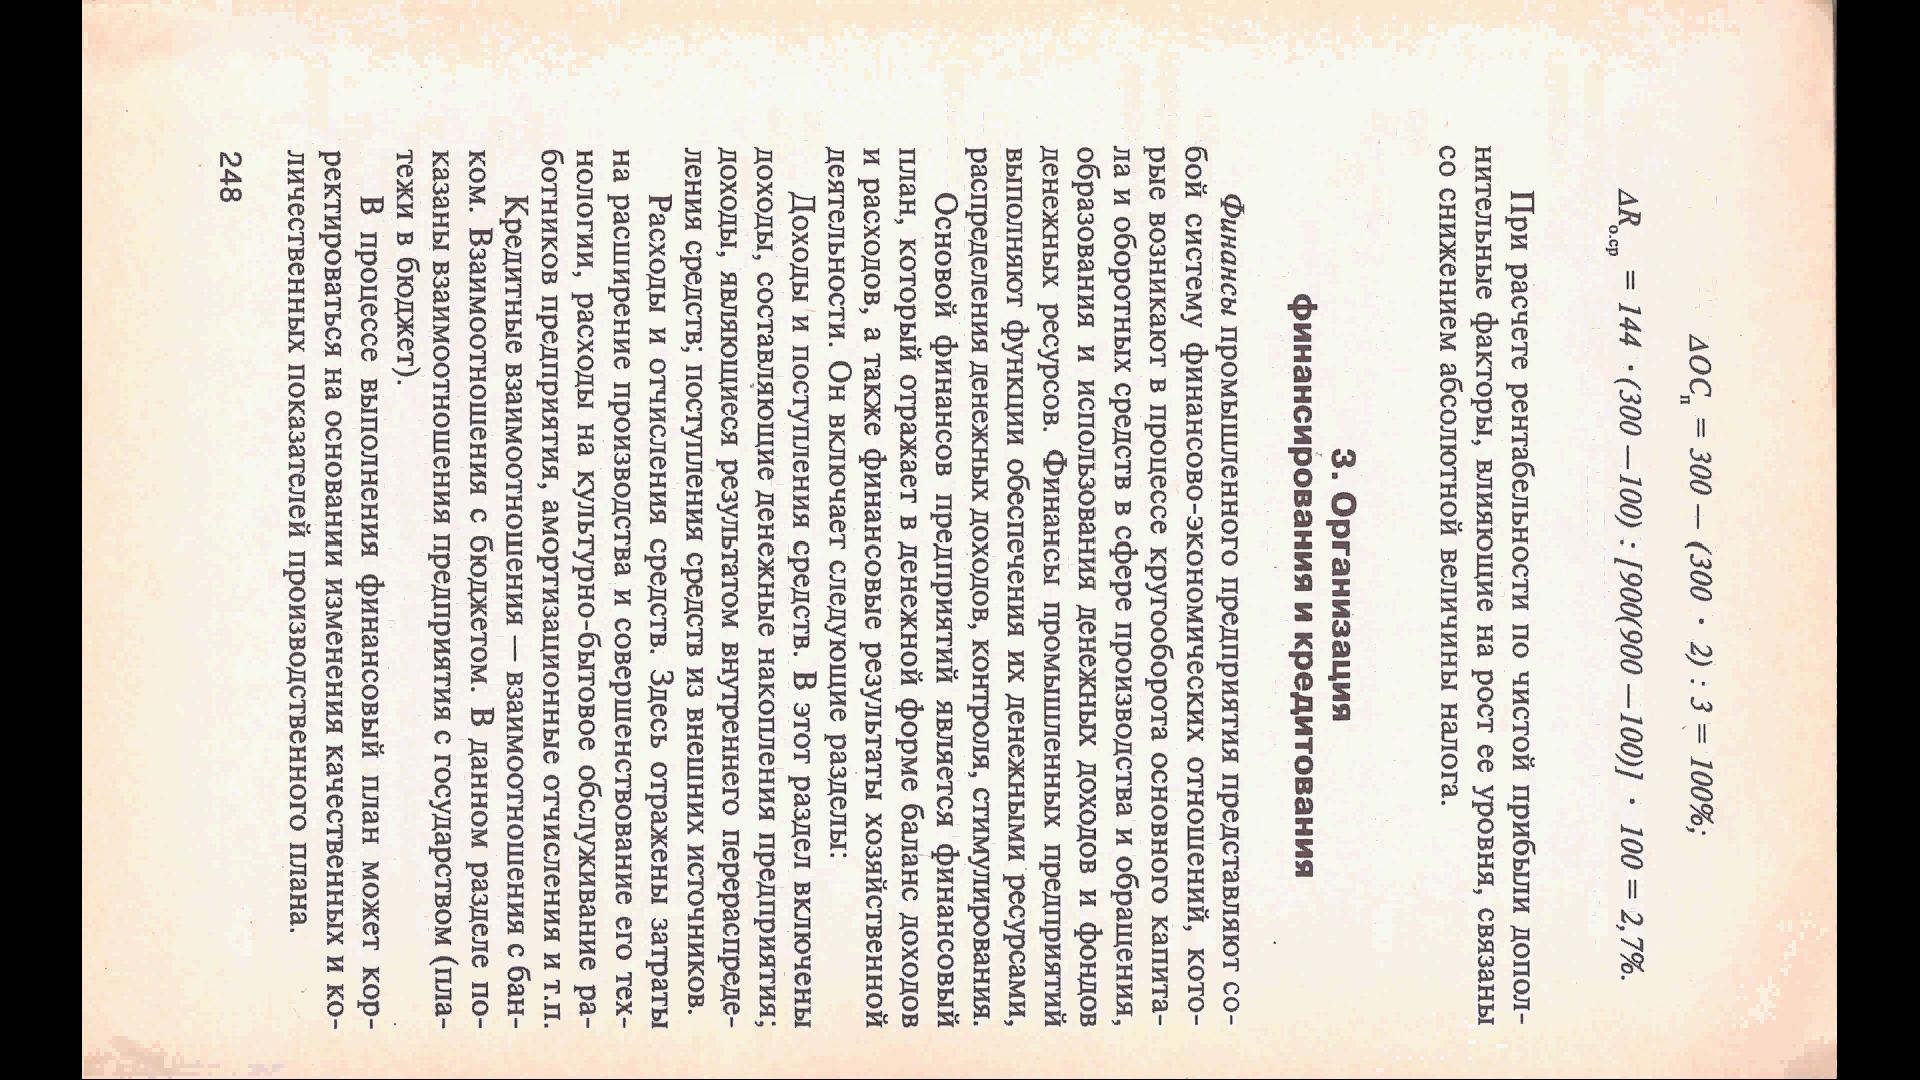 ΔОСп = 300 — (300 · 2) : 3 = 100%;
ΔRо.ср = 144 · (300 —100) : [900(900 —100)] · 100 = 2,7%.
При расчете рентабельности по чистой прибыли допол-
нительные факторы, влияющие на рост ее уровня, связаны
со снижением абсолютной величины налога.
3. Организация
финансирования и кредитования
Финансы промышленного предприятия представляют со-
бой систему финансово-экономических отношений, кото-
рые возникают в процессе кругооборота основного капита-
ла и оборотных средств в сфере производства и обращения,
образования и использования денежных доходов и фондов
денежных ресурсов. Финансы промышленных предприятий
выполняют функции обеспечения их денежными ресурсами,
распределения денежных доходов, контроля, стимулирования.
Основой финансов предприятий является финансовый
план, который отражает в денежной форме баланс доходов
и расходов, а также финансовые результаты хозяйственной
деятельности. Он включает следующие разделы:
Доходы и поступления средств. В этот раздел включены
доходы, составляющие денежные накопления предприятия;
доходы, являющиеся результатом внутреннего перераспреде-
ления средств; поступления средств из внешних источников.
Расходы и отчисления средств. Здесь отражены затраты
на расширение производства и совершенствование его тех-
нологии, расходы на культурно-бытовое обслуживание ра-
ботников предприятия, амортизационные отчисления и т.п.
Кредитные взаимоотношения — взаимоотношения с бан-
ком. Взаимоотношения с бюджетом. В данном разделе по-
казаны взаимоотношения предприятия с государством (пла-
тежи в бюджет).
В процессе выполнения финансовый план может кор-
ректироваться на основании изменения качественных и ко-
личественных показателей производственного плана.
248